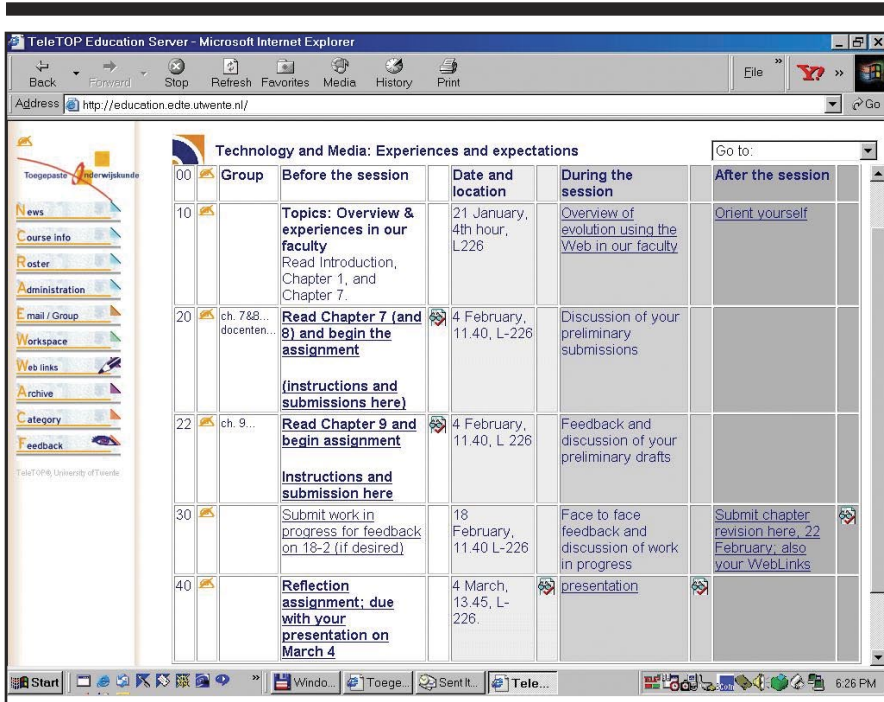 TeleTOP Education Server - Microsoft Internet Explorer
Back
Forward
Stop
Refresh
Favorites
Media
History
Print
File
Address
http://education.edte.utwente.nl/
Go
Toegepaste Onderwijskunde
News
Course info
Roster
Administration
Email / Group
Workspace
Web links
Archive
Category
Feedback
TeleTOP®, University of Twente
Technology and Media: Experiences and expectations
Go to:
00
Group
Before the session
Date and
location
During the
session
After the session
10
Topics: Overview &
experiences in our
faculty
Read Introduction,
Chapter 1, and
Chapter 7.
21 January,
4th hour,
L226
Overview of
evolution using the
Web in our faculty
Orient yourself
20
ch. 7&8...
docenten...
Read Chapter 7 (and
8) and begin the
assignment
(instructions and
submissions here)
4 February,
11.40, L-226
Discussion of your
preliminary
submissions
22
ch. 9...
Read Chapter 9 and
begin assignment
Instructions and
submission here
4 February,
11.40, L 226
Feedback and
discussion of your
preliminary drafts
30
Submit work in
progress for feedback
on 18-2 (if desired)
18
February,
11.40 L-226
Face to face
feedback and
discussion of work
in progress
Submit chapter
revision here, 22
February; also
your WebLinks
40
Reflection
assignment; due
with your
presentation on
March 4
4 March,
13.45, L-
226.
presentation
Start
Windo...
Toege...
Sent It...
Tele...
6:26 PM